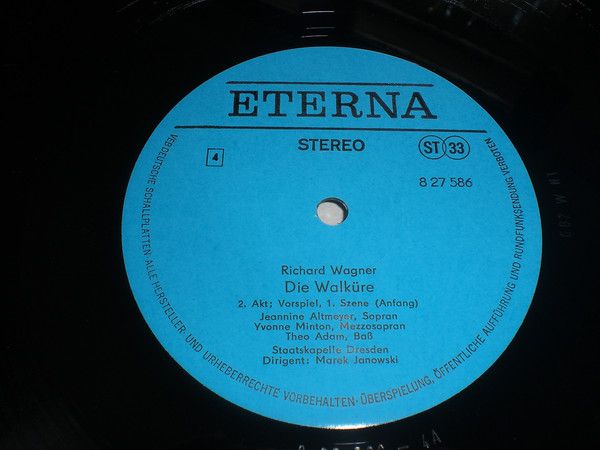 ETERNA
STEREO
ST 33
4
8 27 586
Richard Wagner
Die Walküre
2. Akt; Vorspiel, 1. Szene (Anfang)
Jeannine Altmeyer, Sopran
Yvonne Minton, Mezzosopran
Theo Adam, Baß
Staatskapelle Dresden
Dirigent: Marek Janowski
VEB DEUTSCHE SCHALLPLATTEN · ALLE HERSTELLER- UND URHEBERRECHTE VORBEHALTEN · ÜBERSPIELUNG, ÖFFENTLICHE AUFFÜHRUNG UND RUNDFUNKSENDUNG VERBOTEN